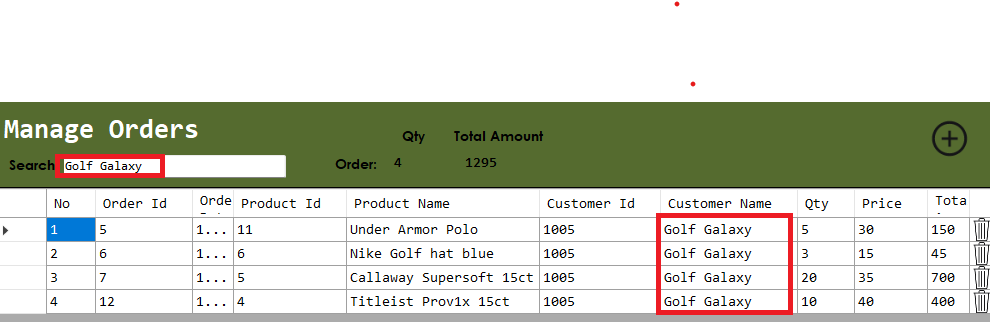 Manage Orders
Qty Total Amount
Search Golf Galaxy Order: 4 1295
No Order Id Orde Product Id Product Name Customer Id Customer Name Qty Price Tota
1 5 1... 11 Under Armor Polo 1005 Golf Galaxy 5 30 150
2 6 1... 6 Nike Golf hat blue 1005 Golf Galaxy 3 15 45
3 7 1... 5 Callaway Supersoft 15ct 1005 Golf Galaxy 20 35 700
4 12 1... 4 Titleist Prov1x 15ct 1005 Golf Galaxy 10 40 400